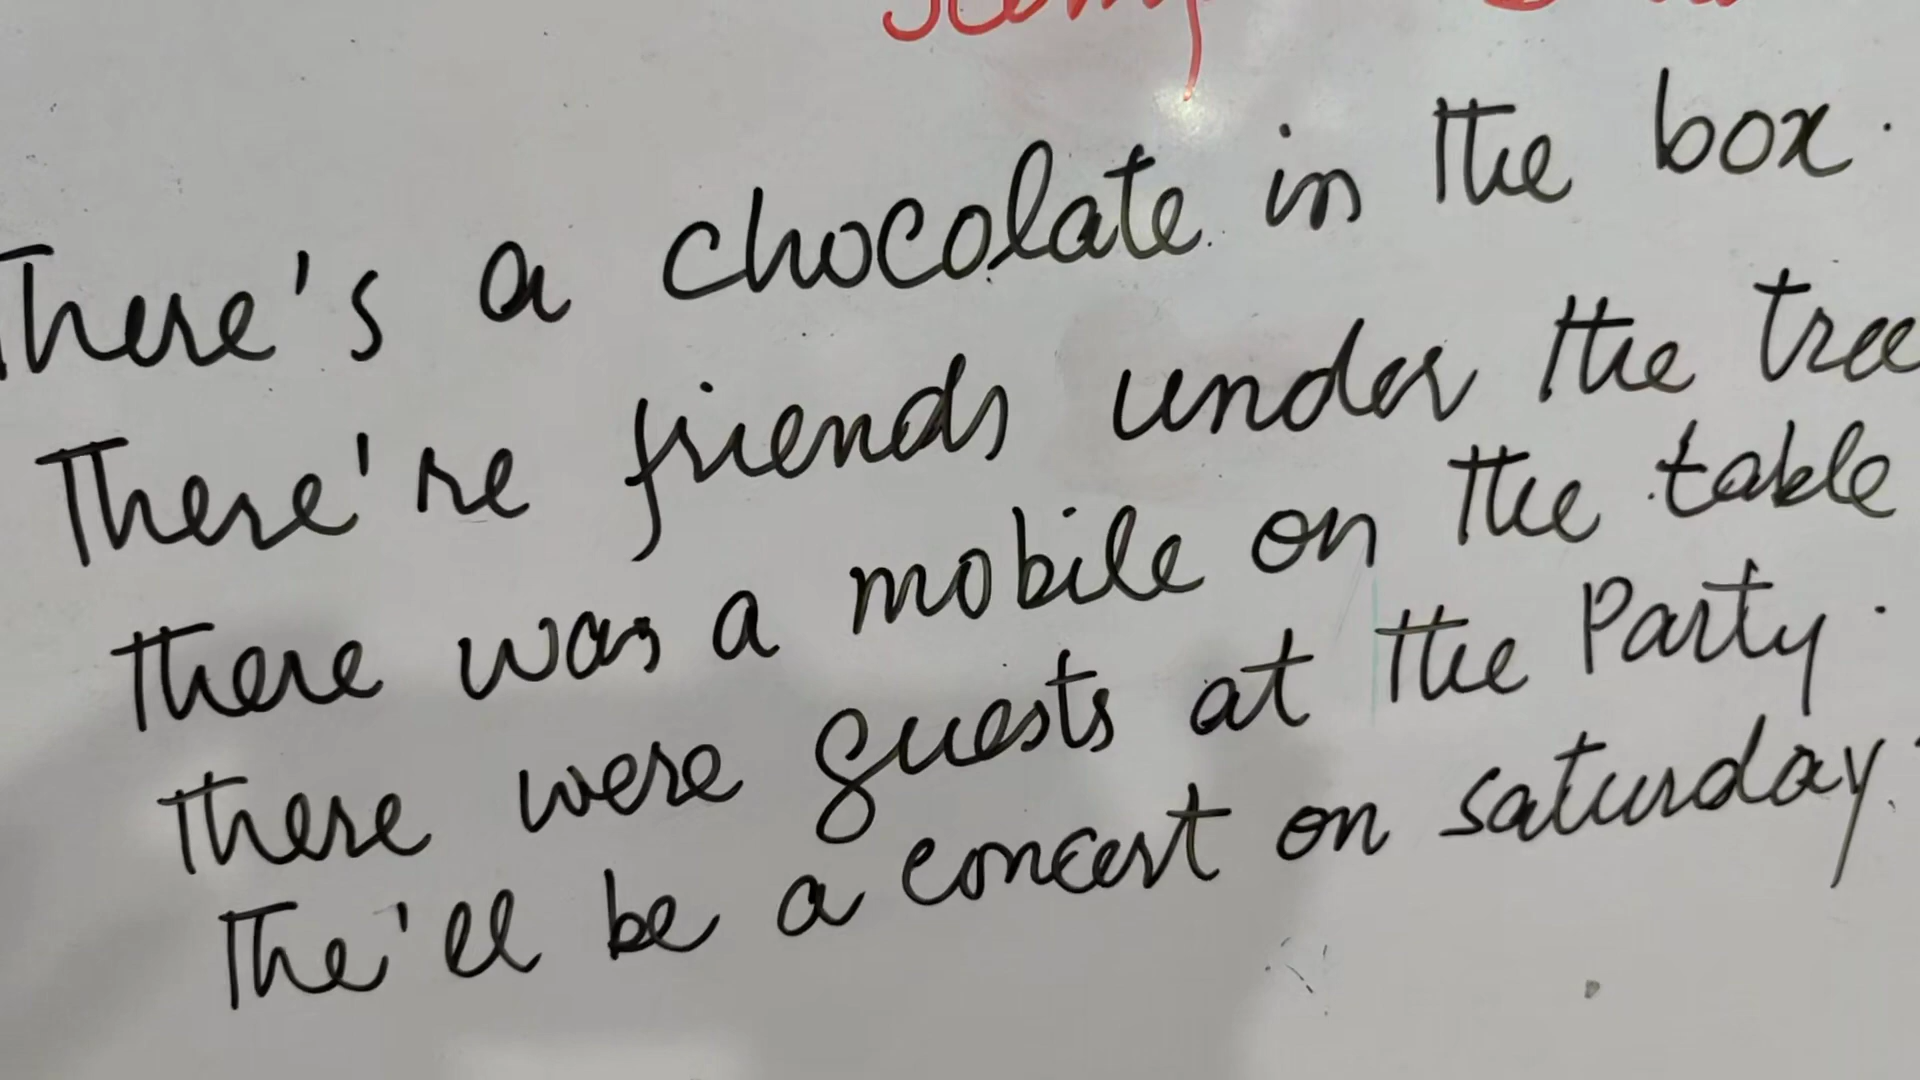 There's a chocolate in the box.
There're friends under the tree
there was a mobile on the table
there were guests at the Party.
The'll be a concert on saturday.